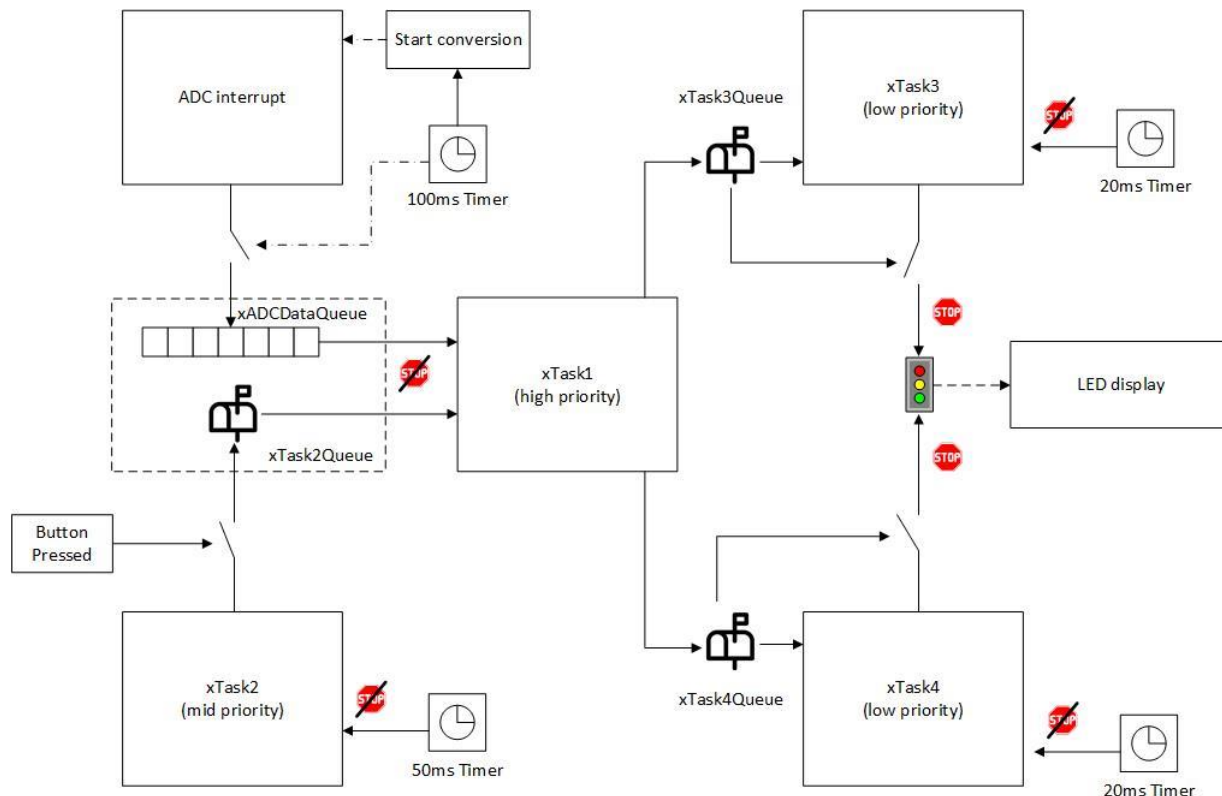 ADC interrupt
Start conversion
100ms Timer
xTask3Queue
xTask3
(low priority)
STOP
20ms Timer
xADCDataQueue
STOP
xTask2Queue
xTask1
(high priority)
STOP
LED display
STOP
Button
Pressed
xTask2
(mid priority)
STOP
50ms Timer
xTask4Queue
xTask4
(low priority)
STOP
20ms Timer